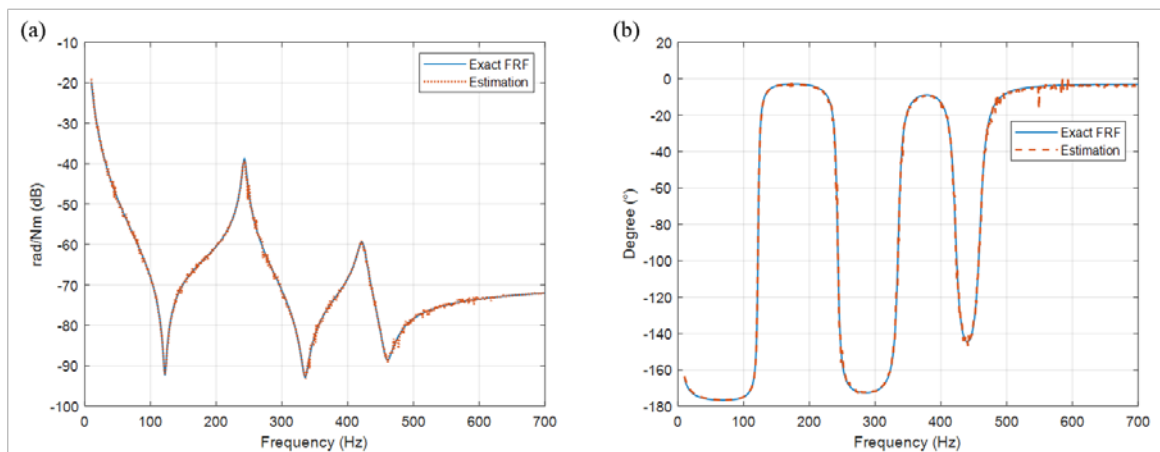 (a)
-10
-20
-30
-40
-50
-60
-70
-80
-90
-100
rad/Nm (dB)
0 100 200 300 400 500 600 700
Frequency (Hz)
Exact FRF
Estimation
(b)
20
0
-20
-40
-60
-80
-100
-120
-140
-160
-180
Degree (°)
0 100 200 300 400 500 600 700
Frequency (Hz)
Exact FRF
Estimation